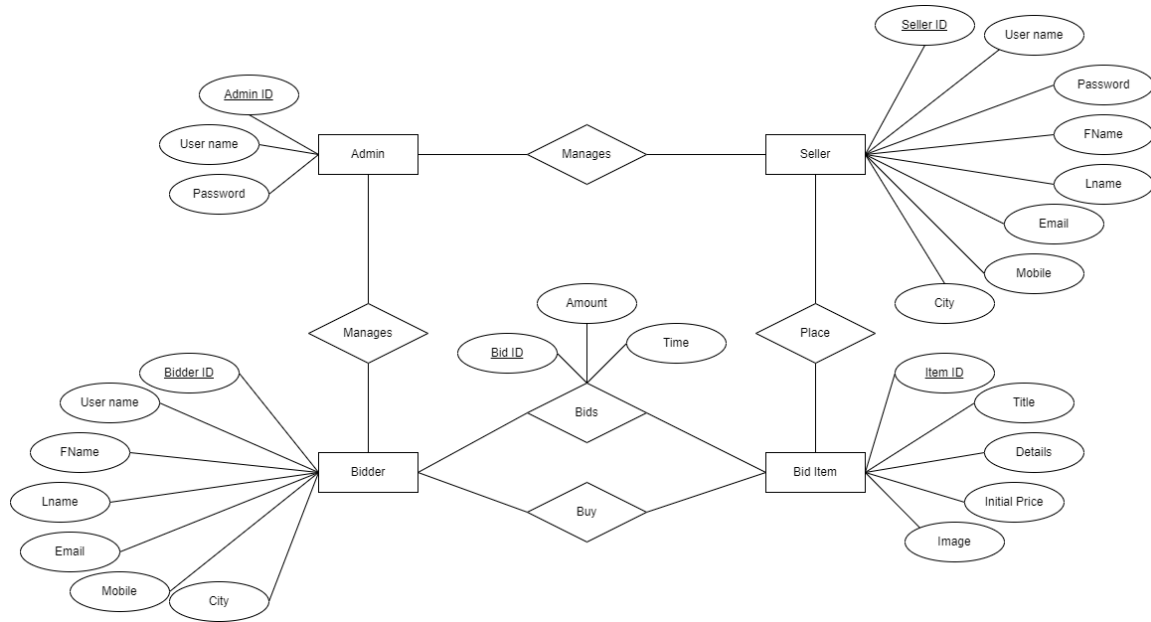 Seller ID
User name
Password
FName
Lname
Email
Mobile
City
Admin ID
User name
Password
Admin
Manages
Seller
Manages
Place
Amount
Bid ID
Time
Bids
Buy
Bidder ID
User name
FName
Lname
Email
Mobile
City
Bidder
Bid Item
Item ID
Title
Details
Initial Price
Image